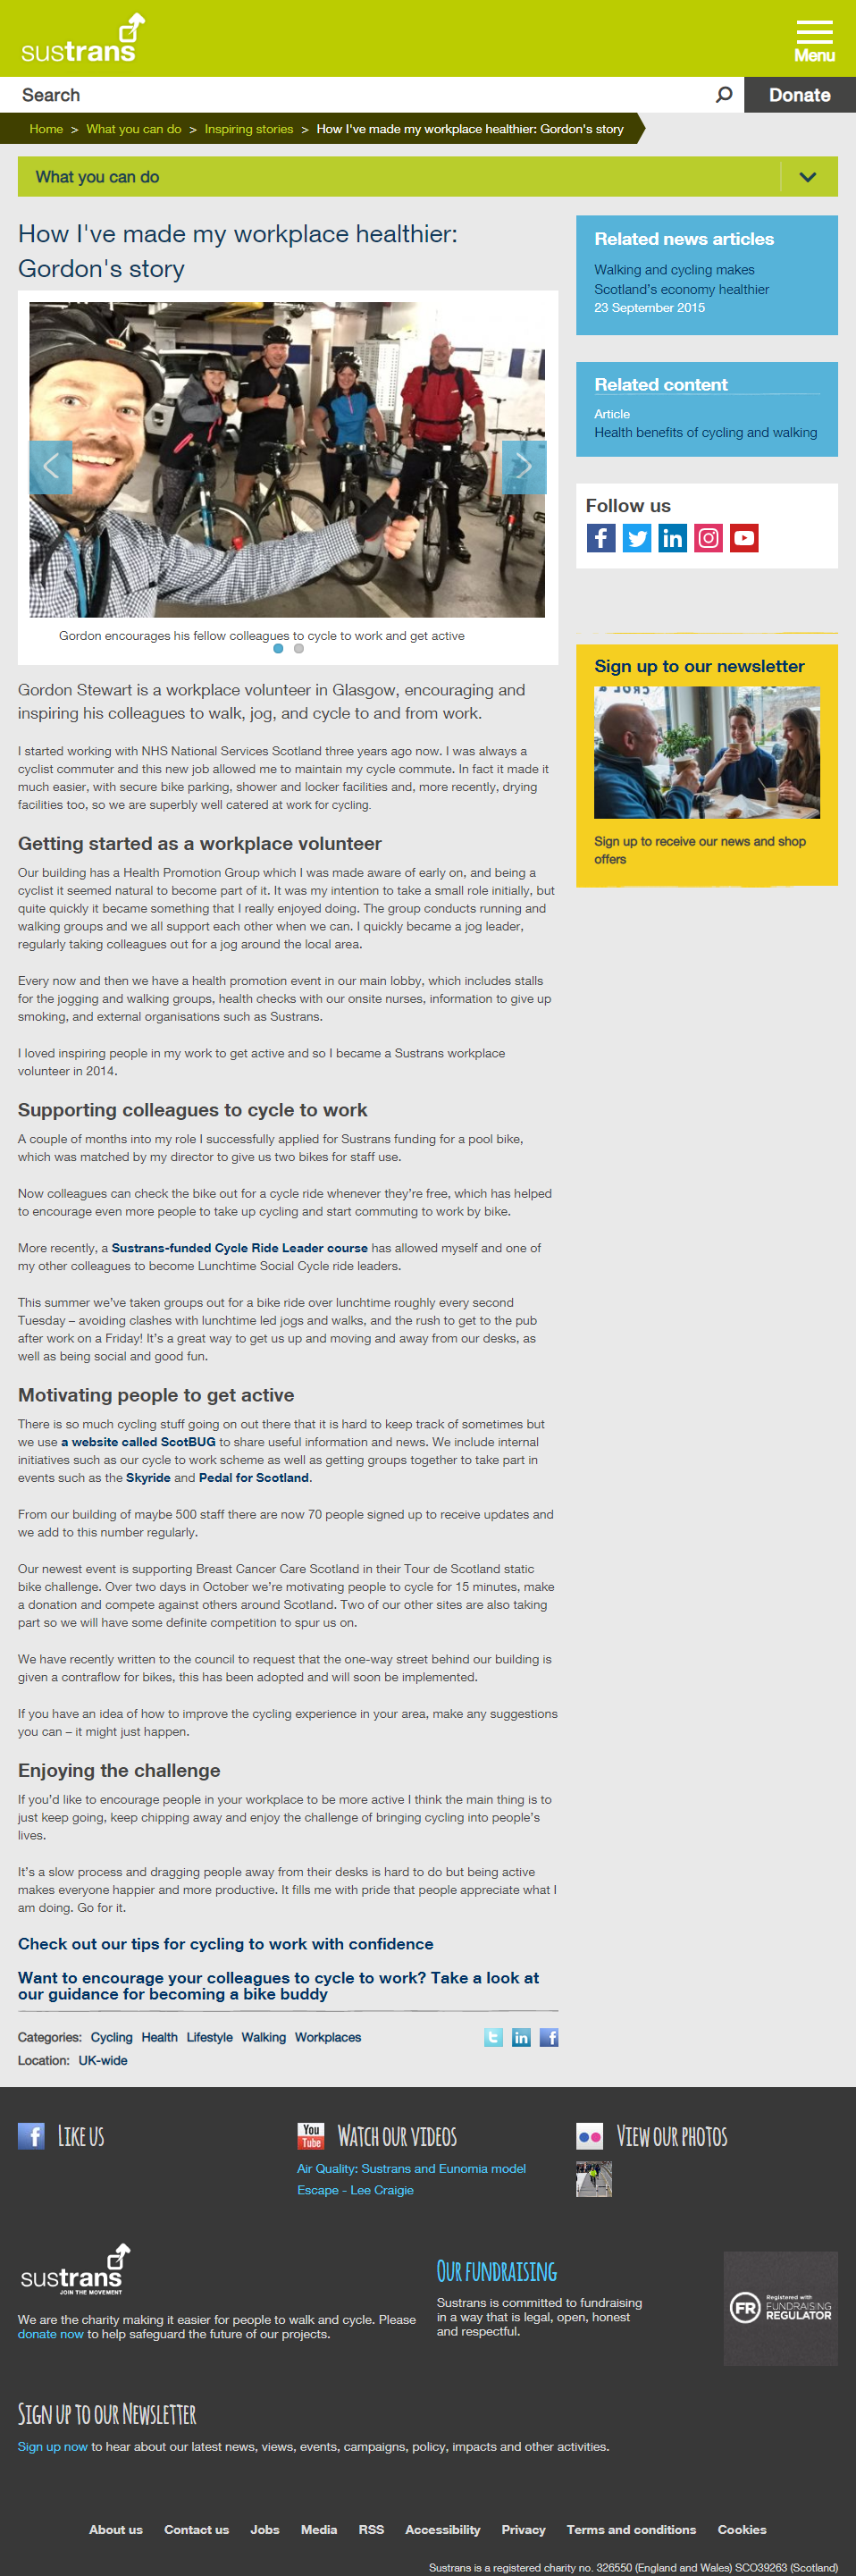 sustrans
Menu
Search
Donate
Home > What you can do > Inspiring stories > How I've made my workplace healthier: Gordon's story
What you can do
How I've made my workplace healthier:
Gordon's story
Gordon encourages his fellow colleagues to cycle to work and get active
Gordon Stewart is a workplace volunteer in Glasgow, encouraging and
inspiring his colleagues to walk, jog, and cycle to and from work.
I started working with NHS National Services Scotland three years ago now. I was always a
cyclist commuter and this new job allowed me to maintain my cycle commute. In fact it made it
much easier, with secure bike parking, shower and locker facilities and, more recently, drying
facilities too, so we are superbly well catered at work for cycling.
Getting started as a workplace volunteer
Our building has a Health Promotion Group which I was made aware of early on, and being a
cyclist it seemed natural to become part of it. It was my intention to take a small role initially, but
quite quickly it became something that I really enjoyed doing. The group conducts running and
walking groups and we all support each other when we can. I quickly became a jog leader,
regularly taking colleagues out for a jog around the local area.
Every now and then we have a health promotion event in our main lobby, which includes stalls
for the jogging and walking groups, health checks with our onsite nurses, information to give up
smoking, and external organisations such as Sustrans.
I loved inspiring people in my work to get active and so I became a Sustrans workplace
volunteer in 2014.
Supporting colleagues to cycle to work
A couple of months into my role I successfully applied for Sustrans funding for a pool bike,
which was matched by my director to give us two bikes for staff use.
Now colleagues can check the bike out for a cycle ride whenever they're free, which has helped
to encourage even more people to take up cycling and start commuting to work by bike.
More recently, a Sustrans-funded Cycle Ride Leader course has allowed myself and one of
my other colleagues to become Lunchtime Social Cycle ride leaders.
This summer we've taken groups out for a bike ride over lunchtime roughly every second
Tuesday – avoiding clashes with lunchtime led jogs and walks, and the rush to get to the pub
after work on a Friday! It's a great way to get us up and moving and away from our desks, as
well as being social and good fun.
Motivating people to get active
There is so much cycling stuff going on out there that it is hard to keep track of sometimes but
we use a website called ScotBUG to share useful information and news. We include internal
initiatives such as our cycle to work scheme as well as getting groups together to take part in
events such as the Skyride and Pedal for Scotland.
From our building of maybe 500 staff there are now 70 people signed up to receive updates and
we add to this number regularly.
Our newest event is supporting Breast Cancer Care Scotland in their Tour de Scotland static
bike challenge. Over two days in October we're motivating people to cycle for 15 minutes, make
a donation and compete against others around Scotland. Two of our other sites are also taking
part so we will have some definite competition to spur us on.
We have recently written to the council to request that the one-way street behind our building is
given a contraflow for bikes, this has been adopted and will soon be implemented.
If you have an idea of how to improve the cycling experience in your area, make any suggestions
you can – it might just happen.
Enjoying the challenge
If you'd like to encourage people in your workplace to be more active I think the main thing is to
just keep going, keep chipping away and enjoy the challenge of bringing cycling into people's
lives.
It's a slow process and dragging people away from their desks is hard to do but being active
makes everyone happier and more productive. It fills me with pride that people appreciate what I
am doing. Go for it.
Check out our tips for cycling to work with confidence
Want to encourage your colleagues to cycle to work? Take a look at
our guidance for becoming a bike buddy
Categories: Cycling Health Lifestyle Walking Workplaces
Location: UK-wide
Related news articles
Walking and cycling makes
Scotland's economy healthier
23 September 2015
Related content
Article
Health benefits of cycling and walking
Follow us
Sign up to our newsletter
Sign up to receive our news and shop
offers
Like us
You Tube
Watch our videos
Air Quality: Sustrans and Eunomia model
Escape - Lee Craigie
View our photos
sustrans
JOIN THE MOVEMENT
We are the charity making it easier for people to walk and cycle. Please
donate now to help safeguard the future of our projects.
Our fundraising
Sustrans is committed to fundraising
in a way that is legal, open, honest
and respectful.
FR
Registered with
FUNDRAISING
REGULATOR
Sign up to our Newsletter
Sign up now to hear about our latest news, views, events, campaigns, policy, impacts and other activities.
About us Contact us Jobs Media RSS Accessibility Privacy Terms and conditions Cookies
Sustrans is a registered charity no. 326550 (England and Wales) SCO39263 (Scotland)